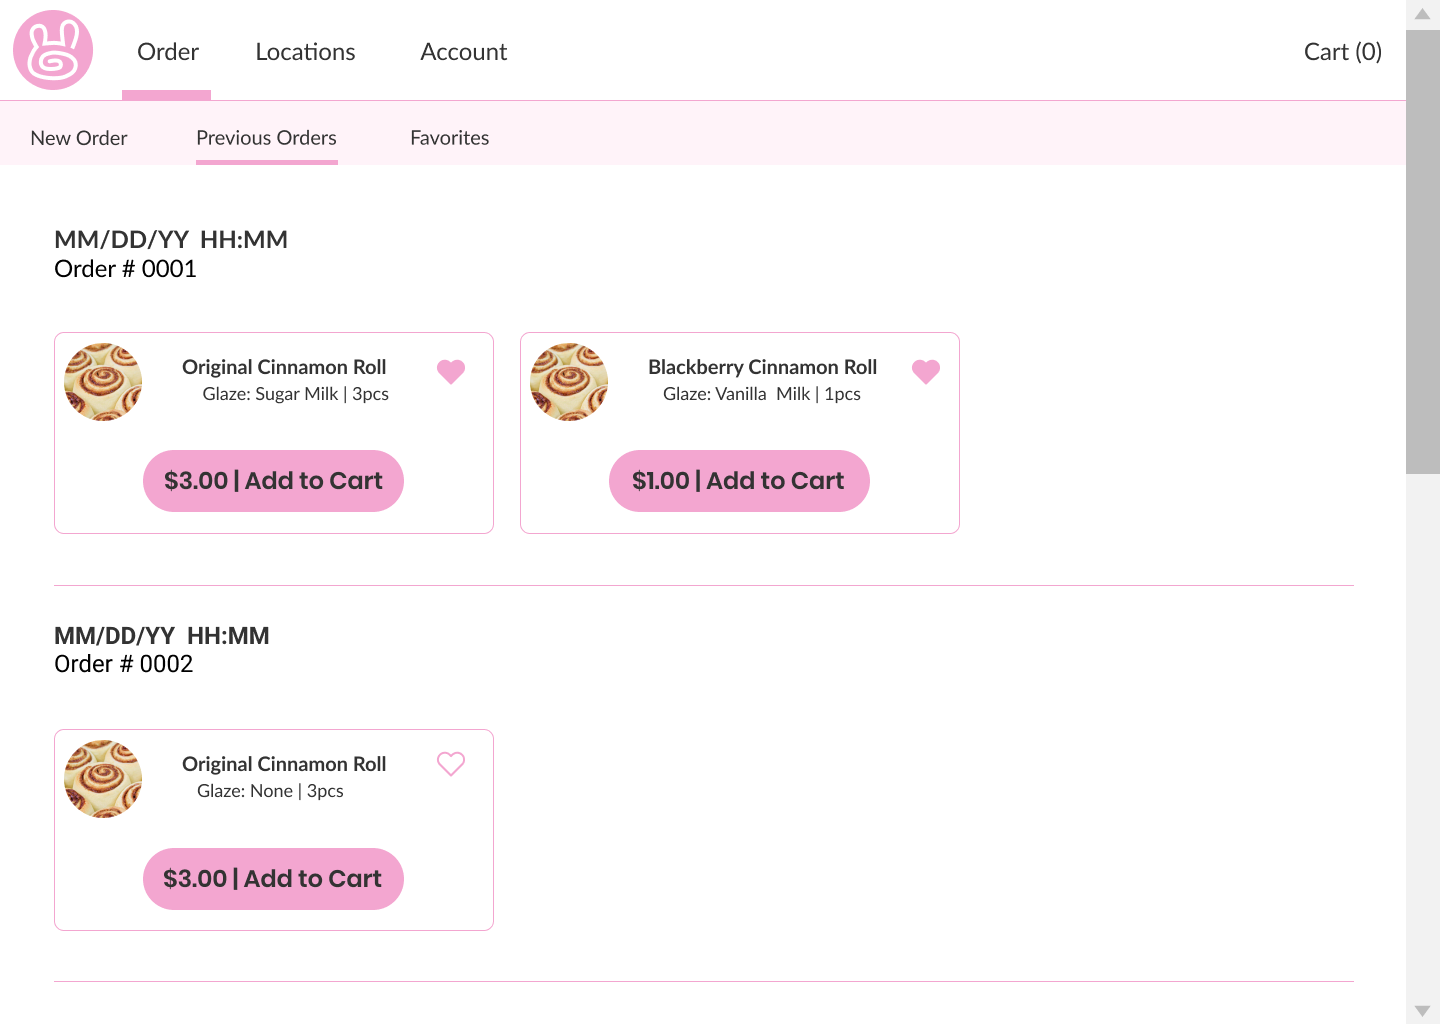 Order Locations Account Cart (0)
New Order Previous Orders Favorites
MM/DD/YY  HH:MM
Order # 0001
Original Cinnamon Roll
Glaze: Sugar Milk | 3pcs
$3.00 | Add to Cart
Blackberry Cinnamon Roll
Glaze: Vanilla  Milk | 1pcs
$1.00 | Add to Cart
MM/DD/YY  HH:MM
Order # 0002
Original Cinnamon Roll
Glaze: None | 3pcs
$3.00 | Add to Cart